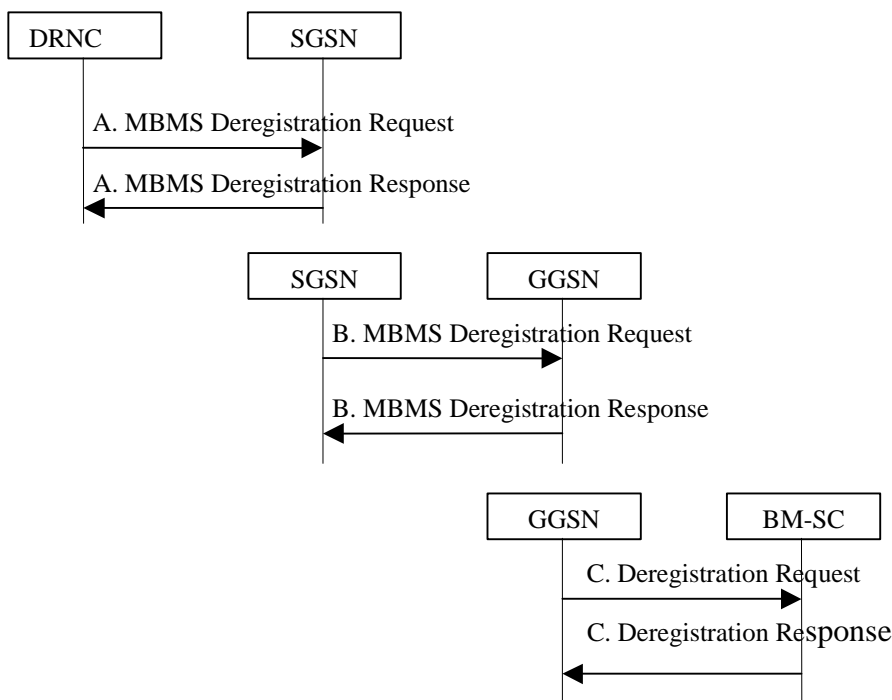 DRNC SGSN
A. MBMS Deregistration Request
A. MBMS Deregistration Response
SGSN GGSN
B. MBMS Deregistration Request
B. MBMS Deregistration Response
GGSN BM-SC
C. Deregistration Request
C. Deregistration Response